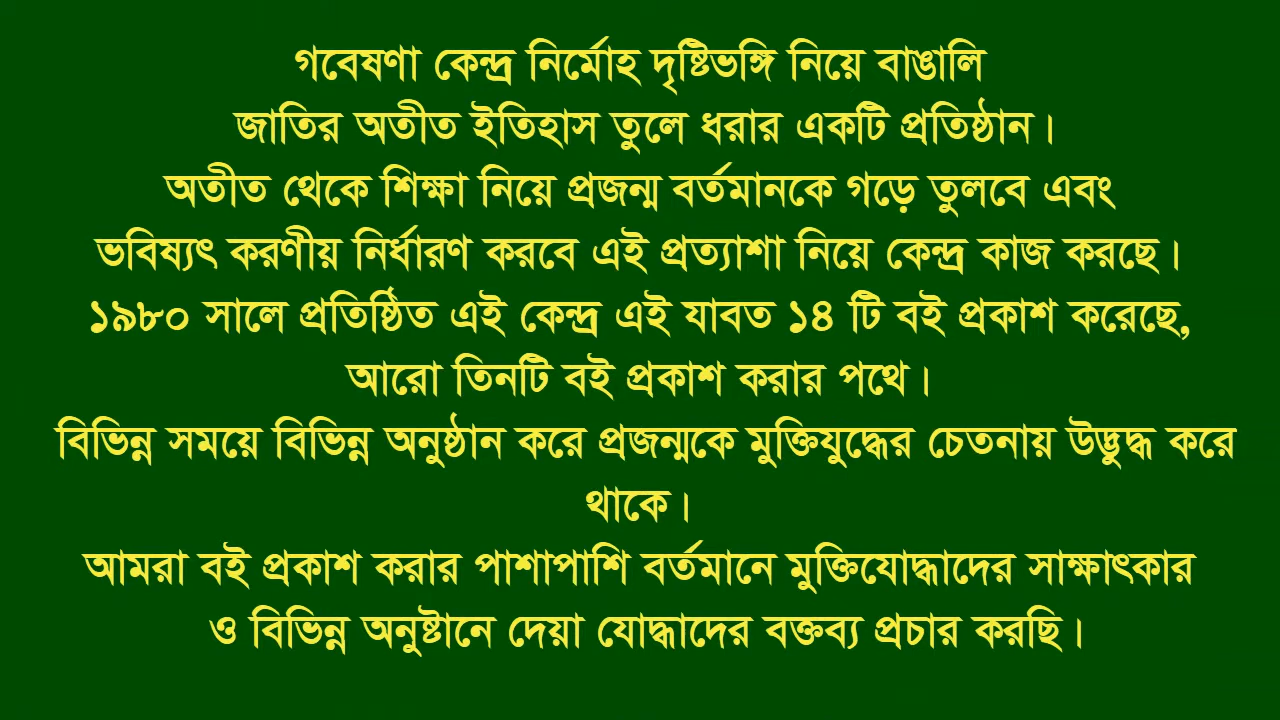 গবেষণা কেন্দ্র নির্মোহ দৃষ্টিভঙ্গি নিয়ে বাঙালি
জাতির অতীত ইতিহাস তুলে ধরার একটি প্রতিষ্ঠান।
অতীত থেকে শিক্ষা নিয়ে প্রজন্ম বর্তমানকে গড়ে তুলবে এবং
ভবিষ্যৎ করণীয় নির্ধারণ করবে এই প্রত্যাশা নিয়ে কেন্দ্র কাজ করছে।
১৯৮০ সালে প্রতিষ্ঠিত এই কেন্দ্র এই যাবত ১৪ টি বই প্রকাশ করেছে,
আরো তিনটি বই প্রকাশ করার পথে।
বিভিন্ন সময়ে বিভিন্ন অনুষ্ঠান করে প্রজন্মকে মুক্তিযুদ্ধের চেতনায় উদ্ভুদ্ধ করে
থাকে।
আমরা বই প্রকাশ করার পাশাপাশি বর্তমানে মুক্তিযোদ্ধাদের সাক্ষাৎকার
ও বিভিন্ন অনুষ্টানে দেয়া যোদ্ধাদের বক্তব্য প্রচার করছি।